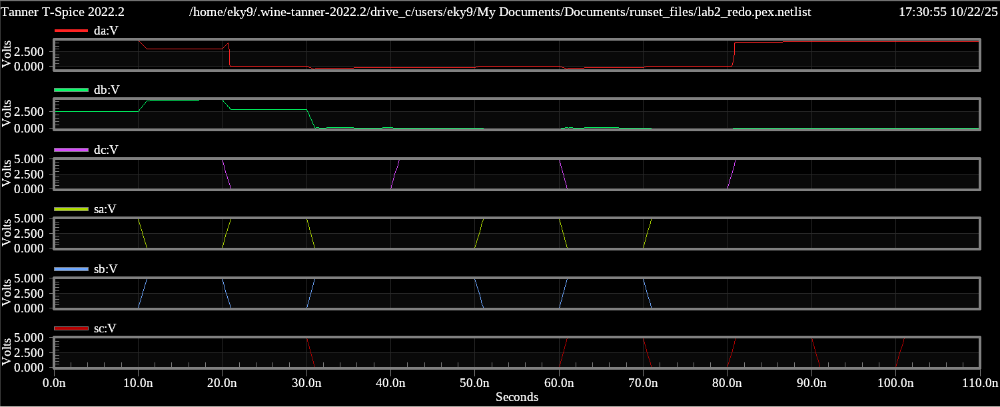 Tanner T-Spice 2022.2 /home/eky9/.wine-tanner-2022.2/drive_c/users/eky9/My Documents/Documents/runset_files/lab2_redo.pex.netlist 17:30:55 10/22/25
da:V
Volts
2.500
0.000
db:V
Volts
2.500
0.000
dc:V
Volts
5.000
2.500
0.000
sa:V
Volts
5.000
2.500
0.000
sb:V
Volts
5.000
2.500
0.000
sc:V
Volts
5.000
2.500
0.000
0.0n 10.0n 20.0n 30.0n 40.0n 50.0n 60.0n 70.0n 80.0n 90.0n 100.0n 110.0n
Seconds